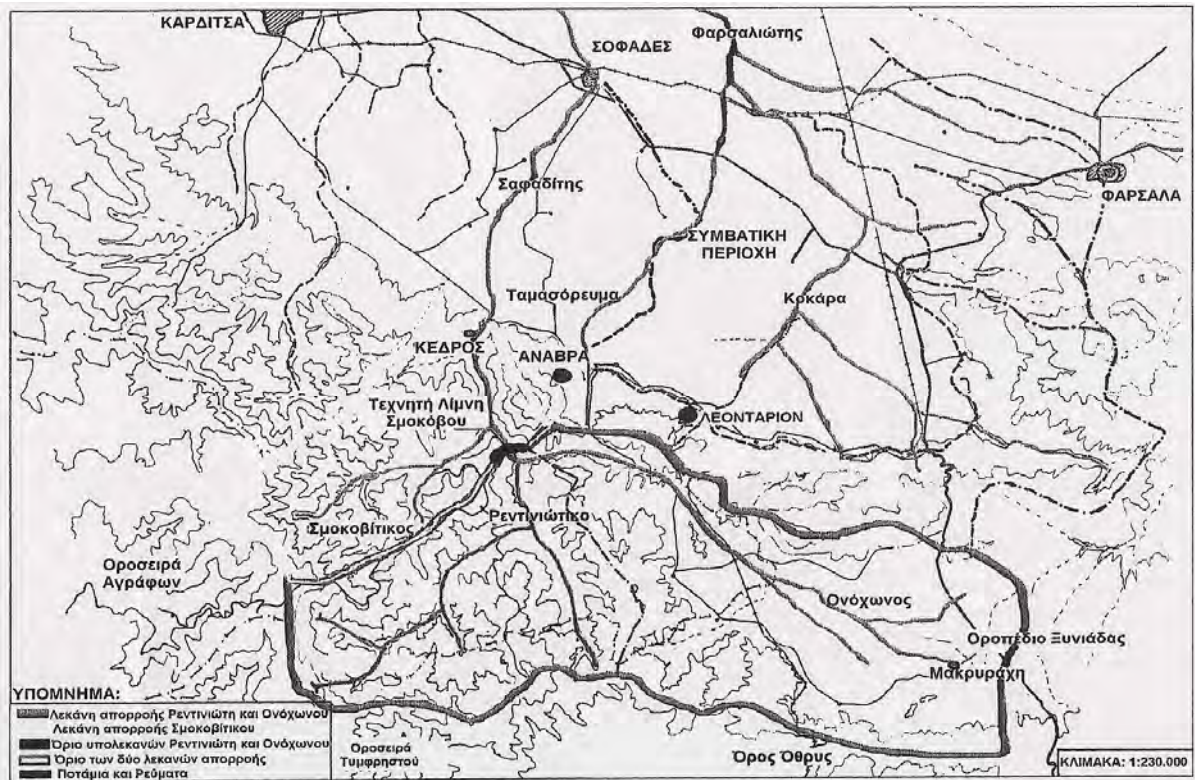 ΚΑΡΔΙΤΣΑ
ΣΟΦΑΔΕΣ
Φαρσαλιώτης
ΦΑΡΣΑΛΑ
Σαφαδίτης
ΣΥΜΒΑΤΙΚΗ
ΠΕΡΙΟΧΗ
Ταμασόρευμα
Κρκάρα
ΚΕΔΡΟΣ
ΑΝΑΒΡΑ
Τεχνητή Λίμνη
Σμοκόβου
ΛΕΟΝΤΑΡΙΟΝ
Σμοκοβίτικος
Ρεντινιώτικο
Οροσειρά
Αγράφων
Ονόχωνος
Οροπέδιο Ξυνιάδας
Μακρυράχη
ΥΠΟΜΝΗΜΑ:
Λεκάνη απορροής Ρεντινιώτη και Ονόχωνου
Λεκάνη απορροής Σμοκοβίτικου
Όριο υπολεκανών Ρεντινιώτη και Ονόχωνου
Όριο των δύο λεκανών απορροής
Ποτάμια και Ρεύματα
Οροσειρά
Τυμφρηστού
Όρος Όθρυς
ΚΛΙΜΑΚΑ: 1:230.000